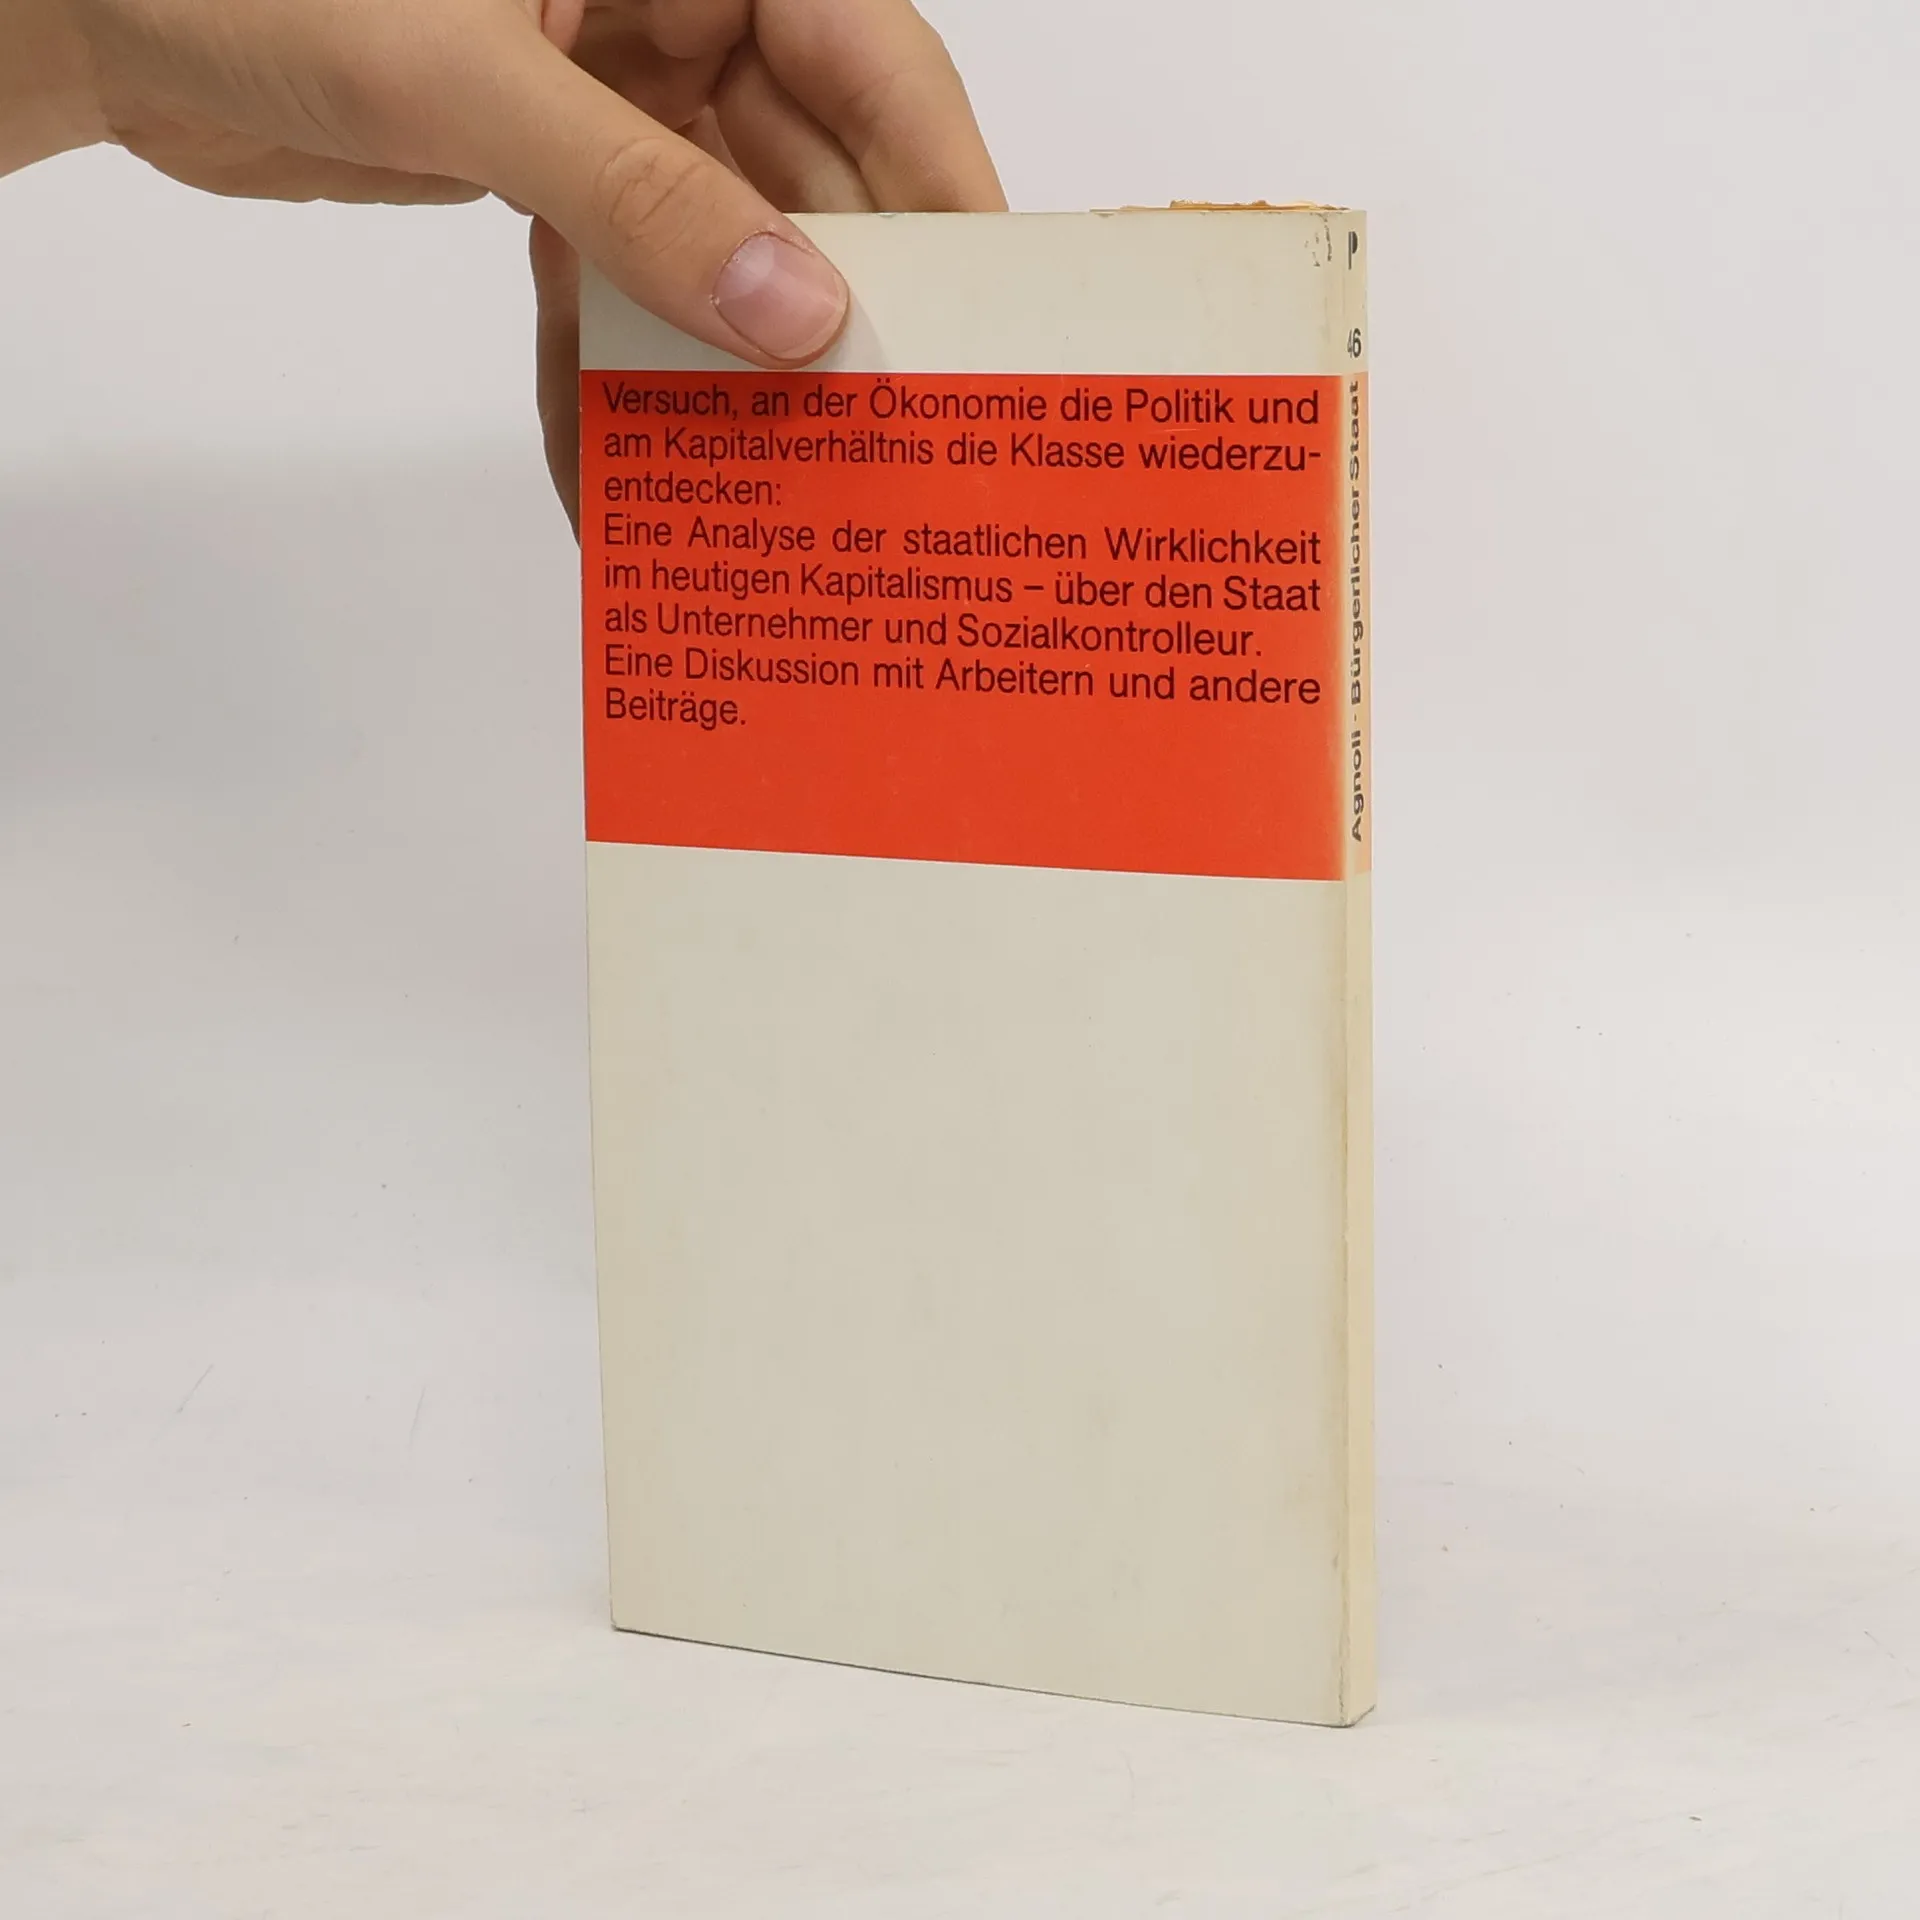 Versuch, an der Ökonomie die Politik und
am Kapitalverhältnis die Klasse wiederzu-
entdecken:
Eine Analyse der staatlichen Wirklichkeit
im heutigen Kapitalismus – über den Staat
als Unternehmer und Sozialkontrolleur.
Eine Diskussion mit Arbeitern und andere
Beiträge.
P
46
Agnoli · Bürgerlicher Staat